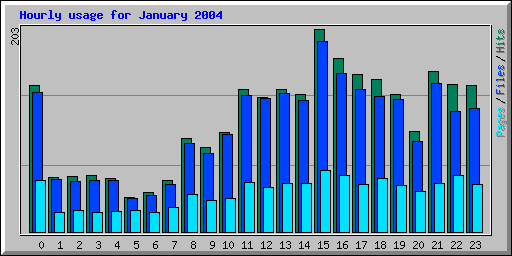 Hourly usage for January 2004
203
Pages/Files/Hits
0 1 2 3 4 5 6 7 8 9 10 11 12 13 14 15 16 17 18 19 20 21 22 23